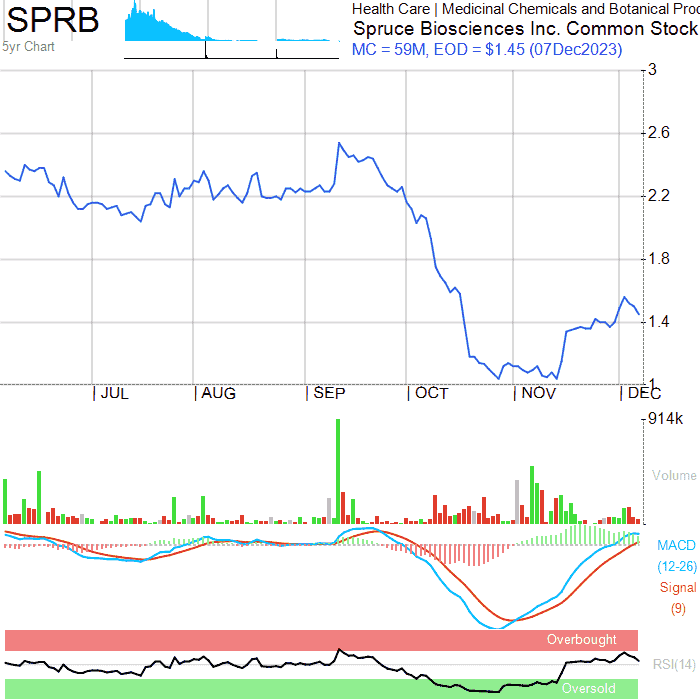 SPRB
Health Care | Medicinal Chemicals and Botanical Proc
Spruce Biosciences Inc. Common Stock
5yr Chart
MC = 59M, EOD = $1.45 (07Dec2023)
3
2.6
2.2
1.8
1.4
1
JUL AUG SEP OCT NOV DEC
914k
Volume
MACD
(12-26)
Signal
(9)
Overbought
RSI(14)
Oversold